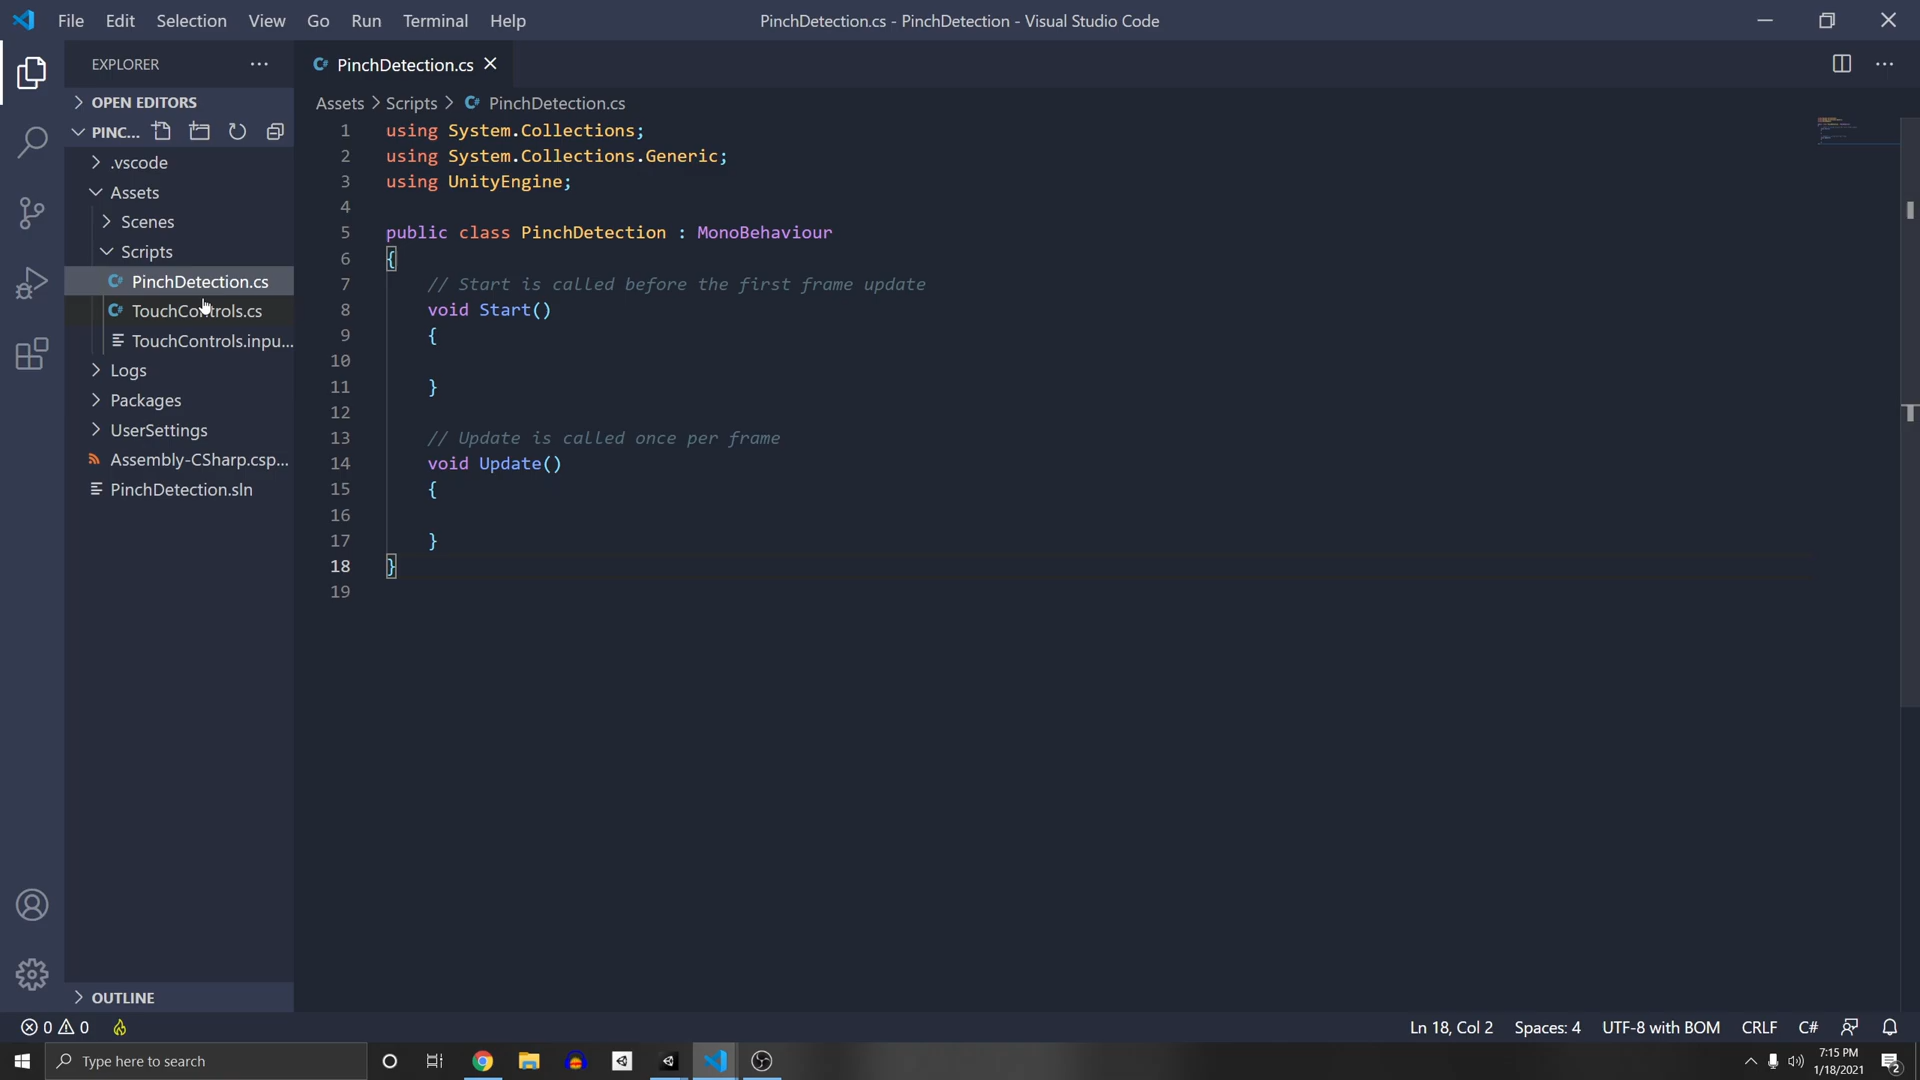 File Edit Selection View Go Run Terminal Help
PinchDetection.cs - PinchDetection - Visual Studio Code
EXPLORER
OPEN EDITORS
PINC...
.vscode
Assets
Scenes
Scripts
PinchDetection.cs
TouchControls.cs
TouchControls.inpu...
Logs
Packages
UserSettings
Assembly-CSharp.csp...
PinchDetection.sln
OUTLINE
PinchDetection.cs
Assets > Scripts > PinchDetection.cs
1 using System.Collections;
2 using System.Collections.Generic;
3 using UnityEngine;
4
5 public class PinchDetection : MonoBehaviour
6 {
7 // Start is called before the first frame update
8 void Start()
9 {
10
11 }
12
13 // Update is called once per frame
14 void Update()
15 {
16
17 }
18 }
19
0 0
Ln 18, Col 2 Spaces: 4 UTF-8 with BOM CRLF C#
Type here to search
7:15 PM
1/18/2021
2